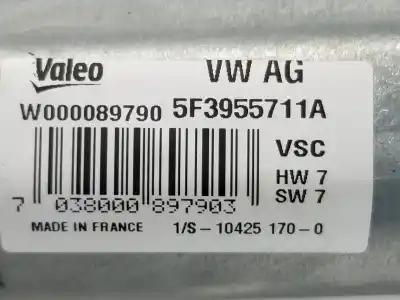 Valeo VW AG
W000089790 5F3955711A
VSC
HW 7
SW 7
7 038000 897903
MADE IN FRANCE 1/S-10425 170-0